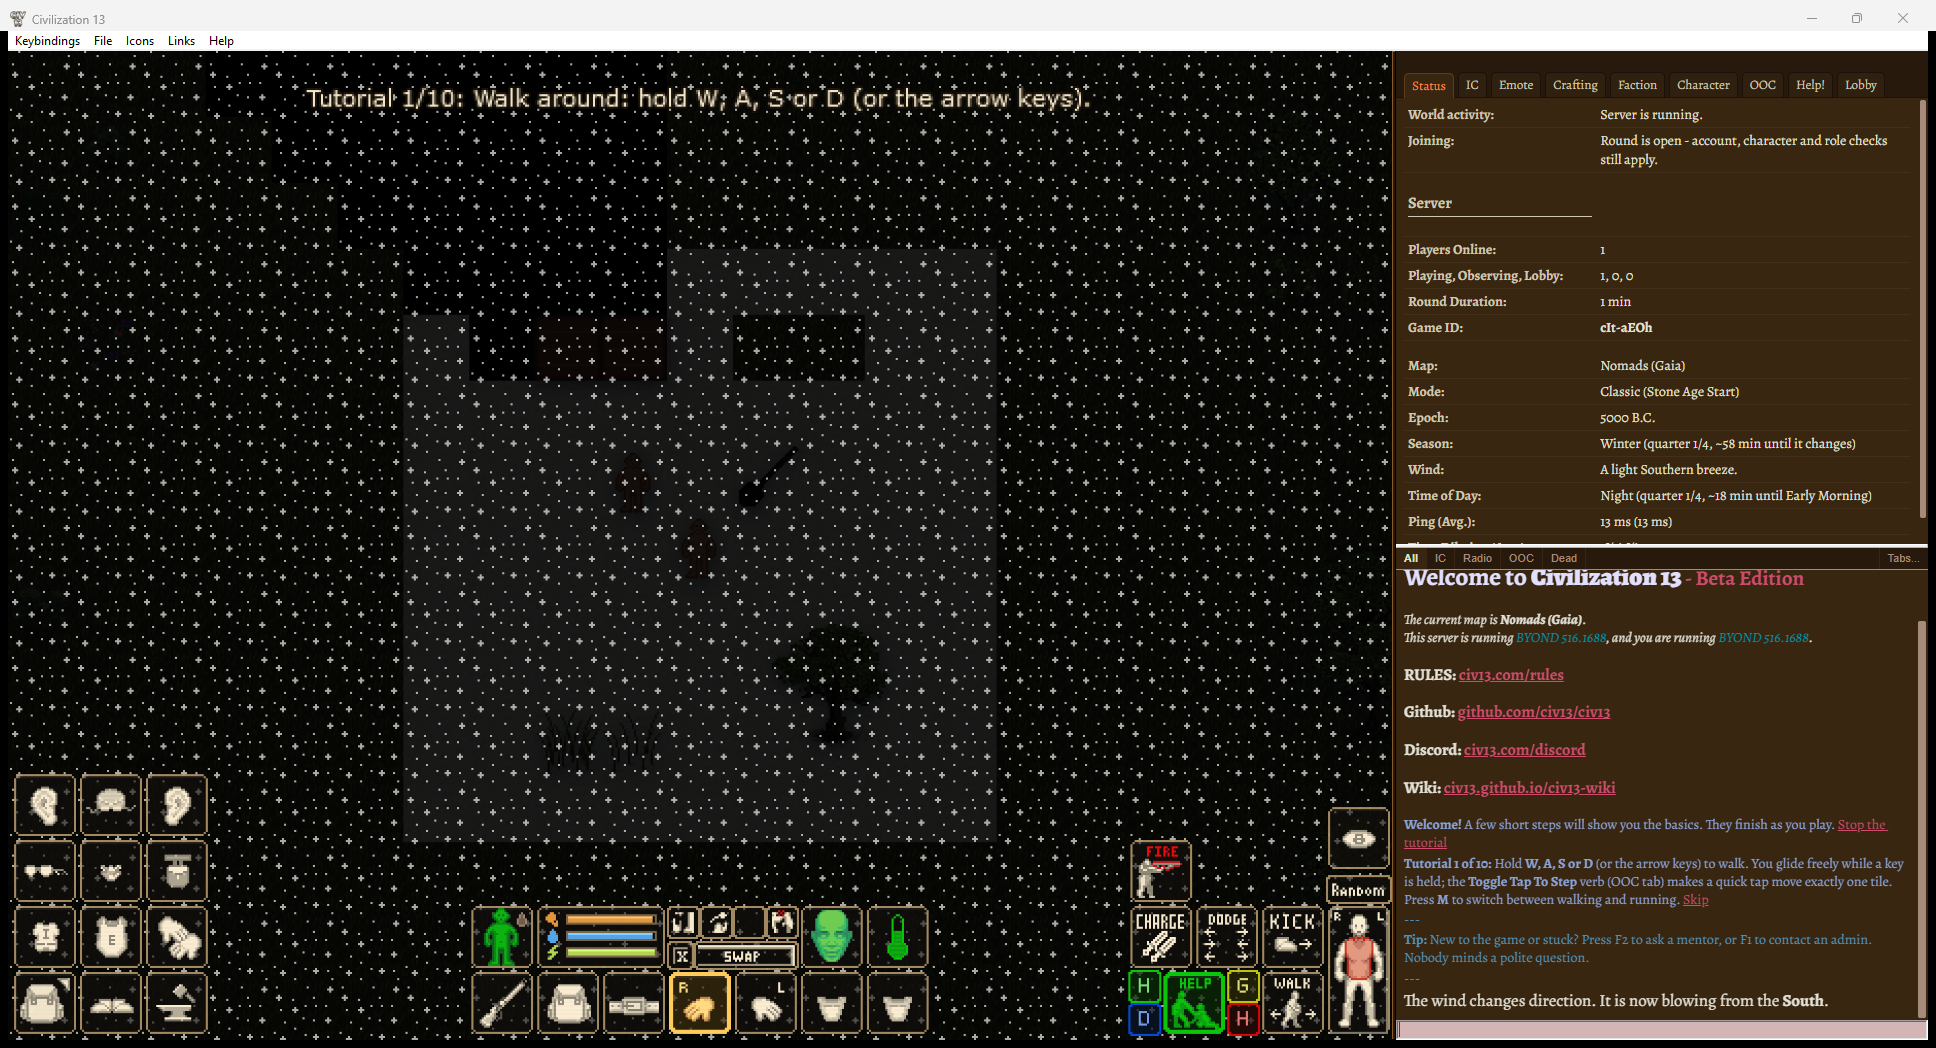 Civilization 13
Keybindings File Icons Links Help
Tutorial 1/10: Walk around: hold W, A, S or D (or the arrow keys).
Status IC Emote Crafting Faction Character OOC Help! Lobby
World activity: Server is running.
Joining: Round is open - account, character and role checks
still apply.
Server
Players Online: 1
Playing, Observing, Lobby: 1, 0, 0
Round Duration: 1 min
Game ID: cIt-aEOh
Map: Nomads (Gaia)
Mode: Classic (Stone Age Start)
Epoch: 5000 B.C.
Season: Winter (quarter 1/4, ~58 min until it changes)
Wind: A light Southern breeze.
Time of Day: Night (quarter 1/4, ~18 min until Early Morning)
Ping (Avg.): 13 ms (13 ms)
All IC Radio OOC Dead Tabs...
Welcome to Civilization 13 - Beta Edition
The current map is Nomads (Gaia).
This server is running BYOND 516.1688, and you are running BYOND 516.1688.
RULES: civ13.com/rules
Github: github.com/civ13/civ13
Discord: civ13.com/discord
Wiki: civ13.github.io/civ13-wiki
Welcome! A few short steps will show you the basics. They finish as you play. Stop the
tutorial
Tutorial 1 of 10: Hold W, A, S or D (or the arrow keys) to walk. You glide freely while a key
is held; the Toggle Tap To Step verb (OOC tab) makes a quick tap move exactly one tile.
Press M to switch between walking and running. Skip
---
Tip: New to the game or stuck? Press F2 to ask a mentor, or F1 to contact an admin.
Nobody minds a polite question.
---
The wind changes direction. It is now blowing from the South.
FIRE
Random
CHARGE DODGE KICK R L
X SWAP
I E
R L
H HELP G WALK
D H